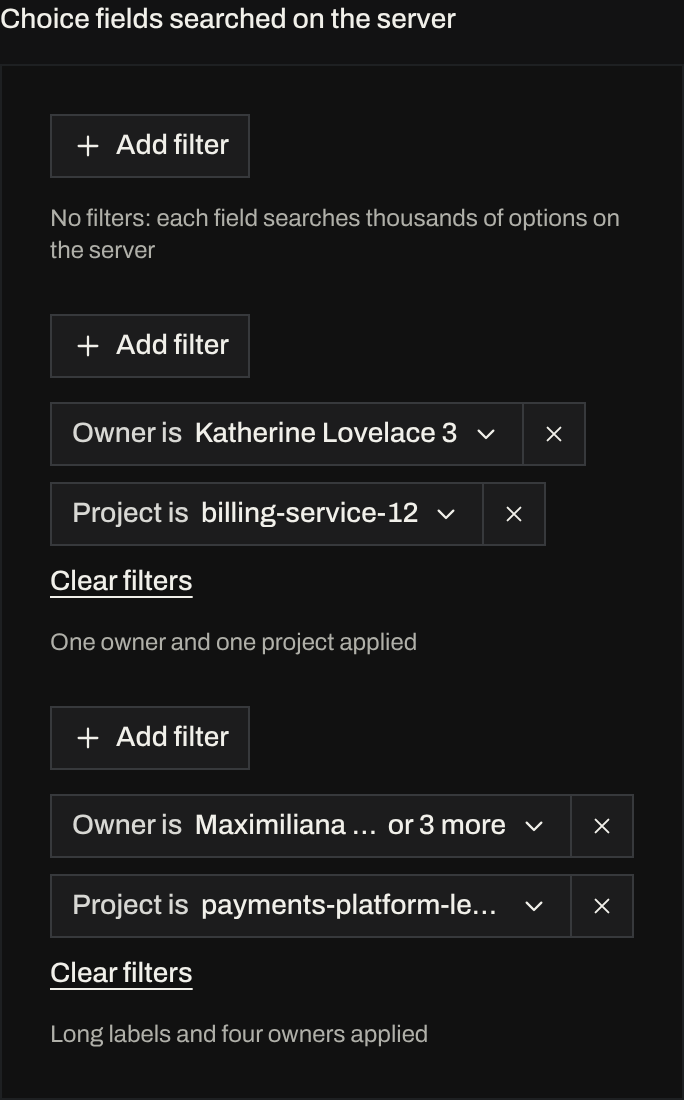 Choice fields searched on the server
Add filter
No filters: each field searches thousands of options on
the server
Add filter
Owner is Katherine Lovelace 3
Project is billing-service-12
Clear filters
One owner and one project applied
Add filter
Owner is Maximiliana … or 3 more
Project is payments-platform-le…
Clear filters
Long labels and four owners applied